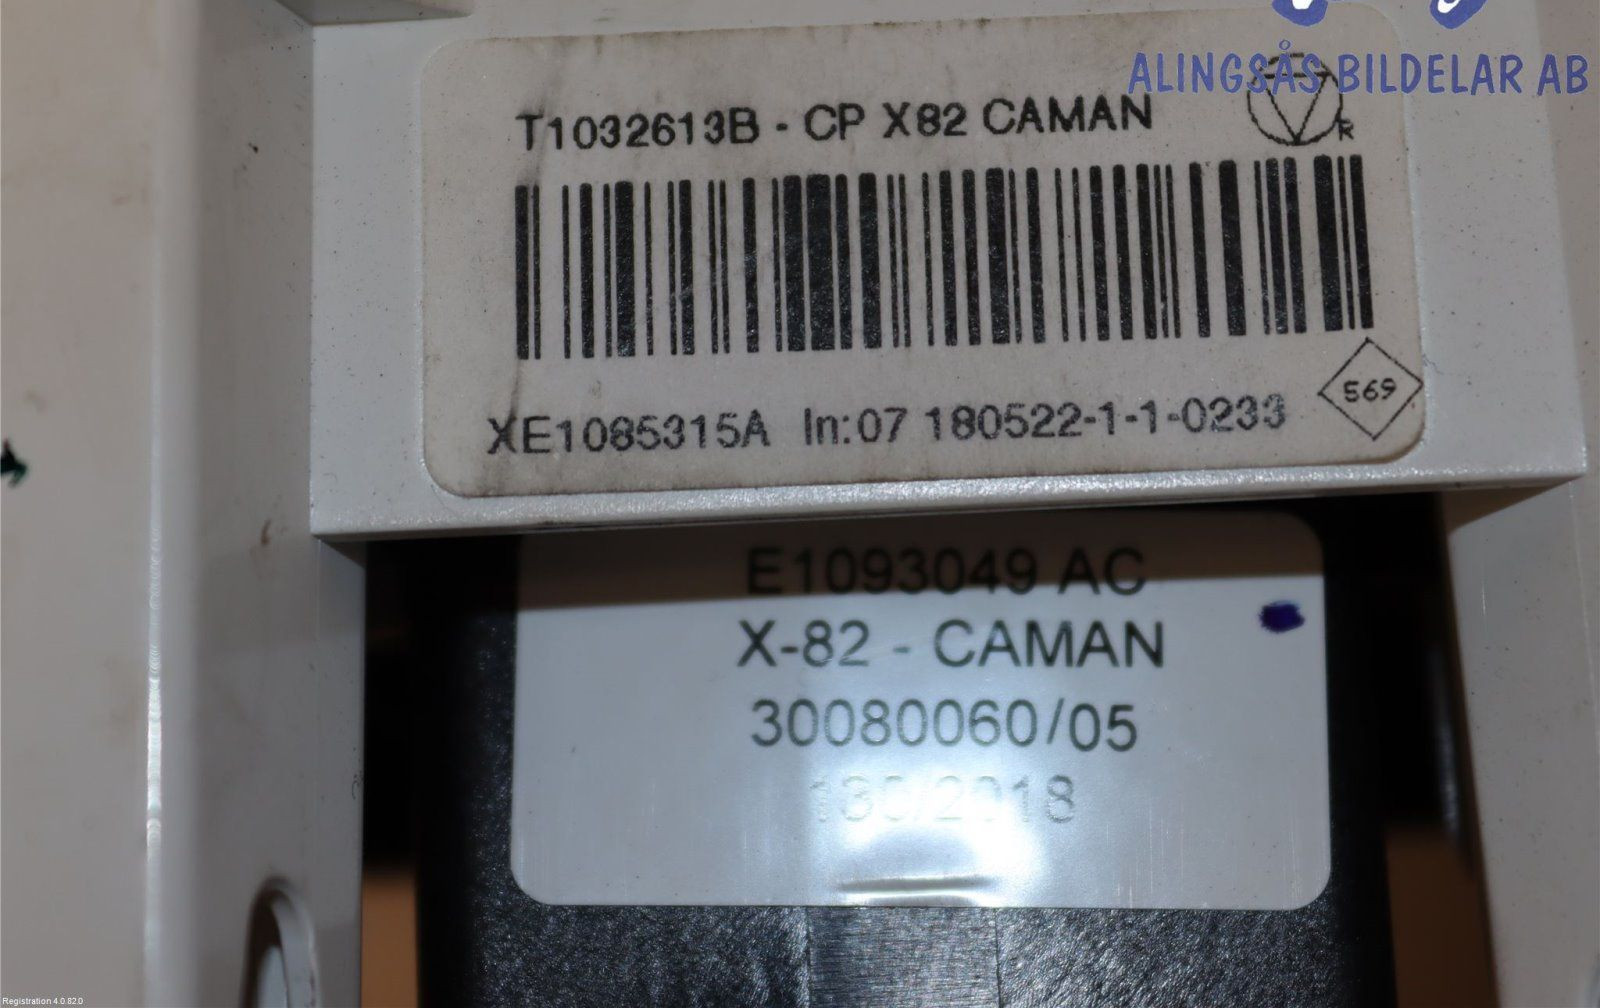 ALINGSÅS BILDELAR AB
T1032613B - CP X82 CAMAN
R
XE1085315A In:07 180522-1-1-0233
569
E1093049 AC
X-82 - CAMAN
30080060/05
Registration 4.0.82.0